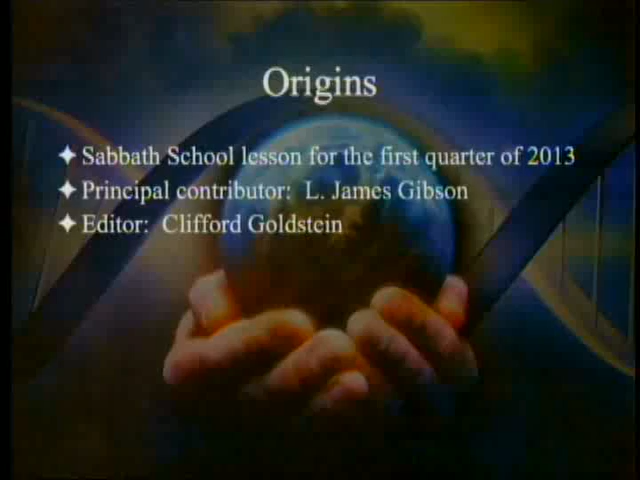 Origins
Sabbath School lesson for the first quarter of 2013
Principal contributor: L. James Gibson
Editor: Clifford Goldstein